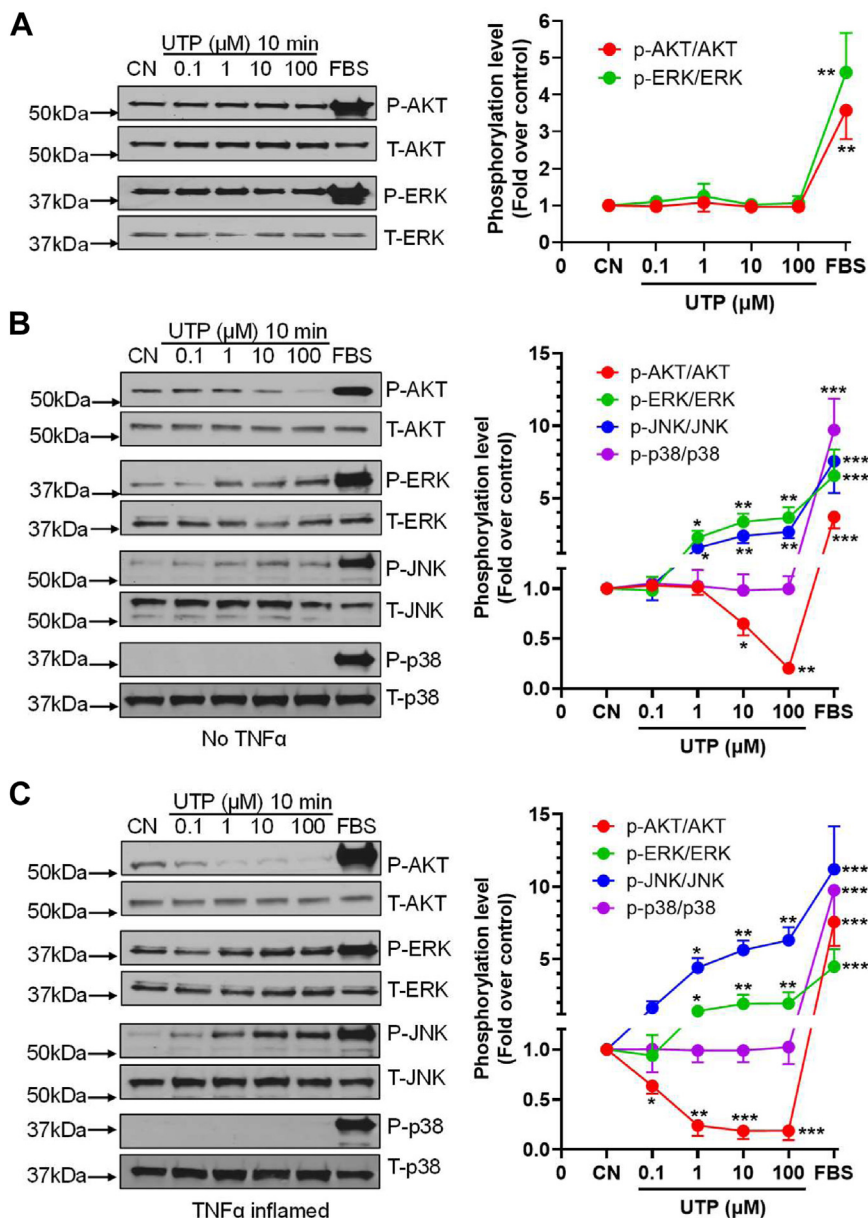 A
UTP (µM) 10 min
CN 0.1 1 10 100 FBS
50kDa P-AKT
50kDa T-AKT
37kDa P-ERK
37kDa T-ERK
Phosphorylation level
(Fold over control)
6
5
4
3
2
1
0
p-AKT/AKT
p-ERK/ERK
**
**
0 CN 0.1 1 10 100 FBS
UTP (µM)
B
UTP (µM) 10 min
CN 0.1 1 10 100 FBS
50kDa P-AKT
50kDa T-AKT
37kDa P-ERK
37kDa T-ERK
P-JNK
50kDa
T-JNK
50kDa
37kDa P-p38
37kDa T-p38
No TNFα
Phosphorylation level
(Fold over control)
15
10
5
1.0
0.5
0.0
p-AKT/AKT
p-ERK/ERK
p-JNK/JNK
p-p38/p38
***
***
***
* ** **
* ** **
***
* **
0 CN 0.1 1 10 100 FBS
UTP (µM)
C
UTP (µM) 10 min
CN 0.1 1 10 100 FBS
50kDa P-AKT
50kDa T-AKT
37kDa P-ERK
37kDa T-ERK
P-JNK
50kDa
T-JNK
50kDa
37kDa P-p38
37kDa T-p38
TNFα inflamed
Phosphorylation level
(Fold over control)
15
10
5
1.0
0.5
0.0
p-AKT/AKT
p-ERK/ERK
p-JNK/JNK
p-p38/p38
***
***
***
* ** **
* ** **
***
* ** *** ***
0 CN 0.1 1 10 100 FBS
UTP (µM)